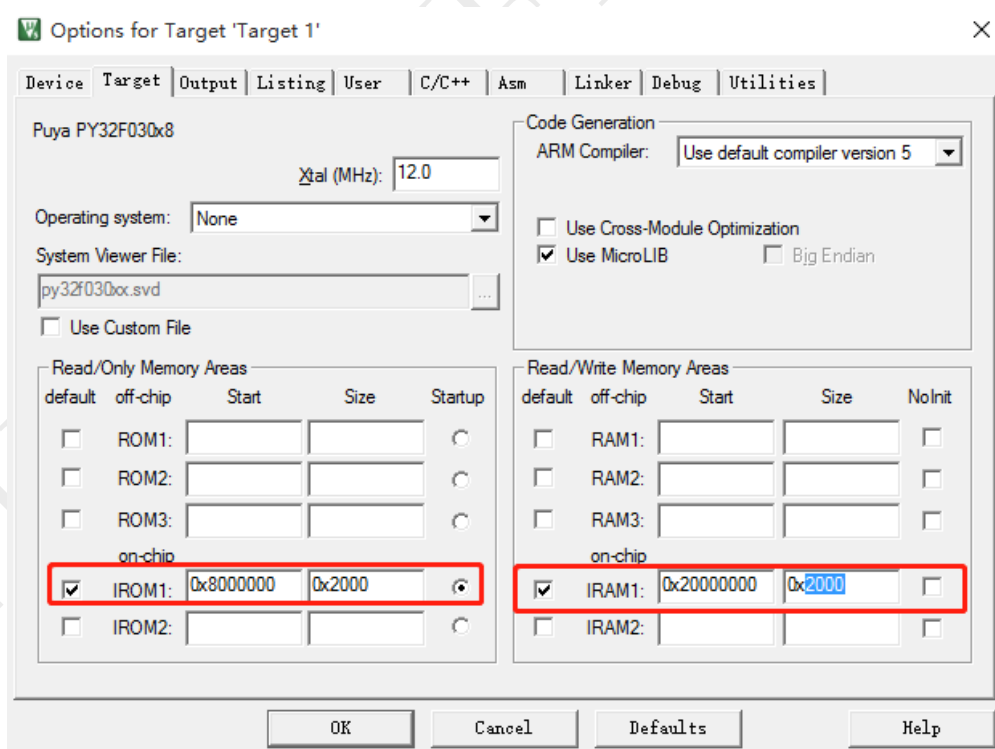 Options for Target 'Target 1'
Device Target Output Listing User C/C++ Asm Linker Debug Utilities
Puya PY32F030x8
Xtal (MHz): 12.0
Operating system: None
System Viewer File:
py32f030xx.svd ...
Use Custom File
Code Generation
ARM Compiler: Use default compiler version 5
Use Cross-Module Optimization
Use MicroLIB Big Endian
Read/Only Memory Areas
default off-chip Start Size Startup
ROM1:
ROM2:
ROM3:
on-chip
IROM1: 0x8000000 0x2000
IROM2:
Read/Write Memory Areas
default off-chip Start Size NoInit
RAM1:
RAM2:
RAM3:
on-chip
IRAM1: 0x20000000 0x2000
IRAM2:
OK Cancel Defaults Help